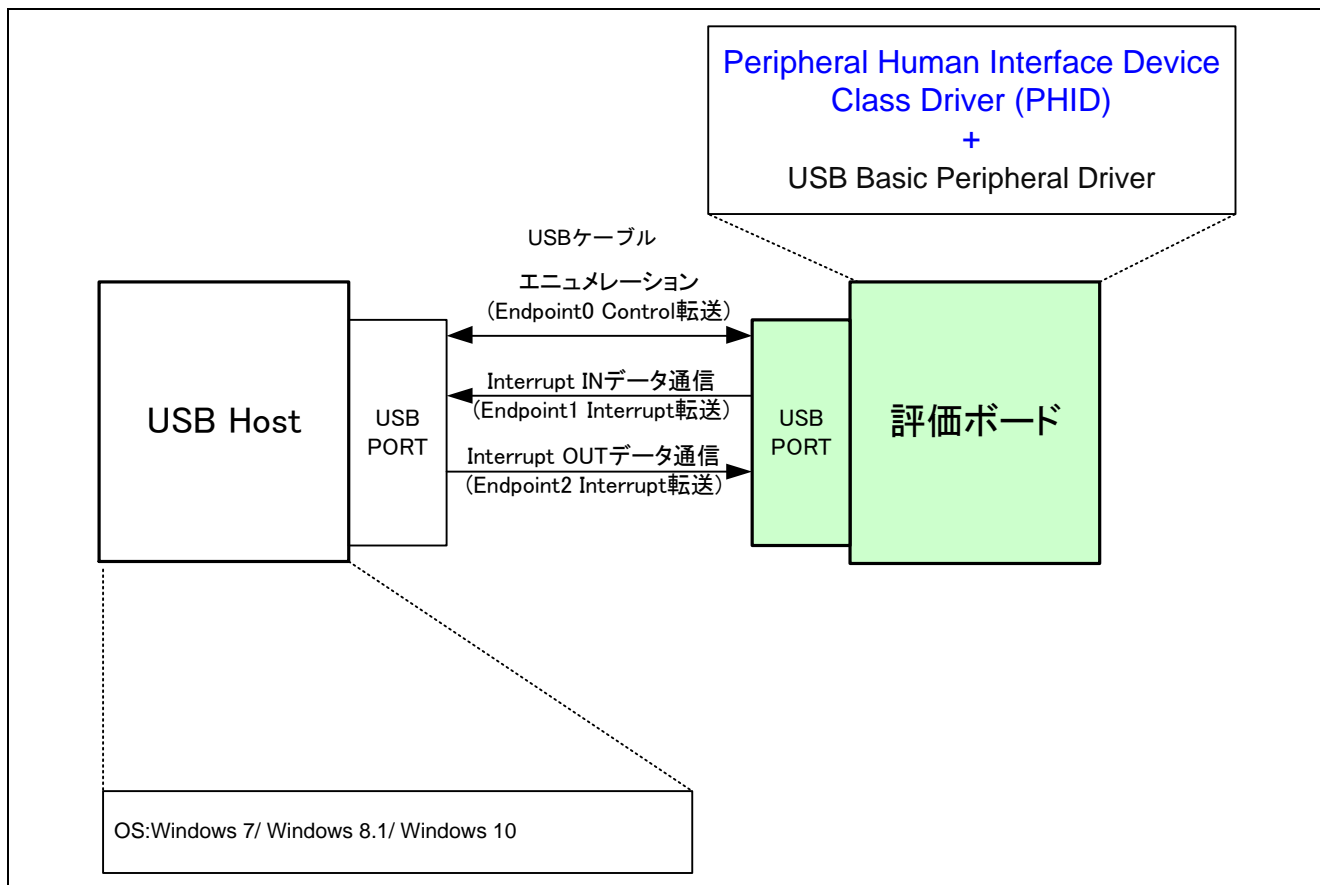 Peripheral Human Interface Device
Class Driver (PHID)
+
USB Basic Peripheral Driver
USBケーブル
エニュメレーション
(Endpoint0 Control転送)
Interrupt INデータ通信
(Endpoint1 Interrupt転送)
Interrupt OUTデータ通信
(Endpoint2 Interrupt転送)
USB Host
USB
PORT
USB
PORT
評価ボード
OS:Windows 7/ Windows 8.1/ Windows 10